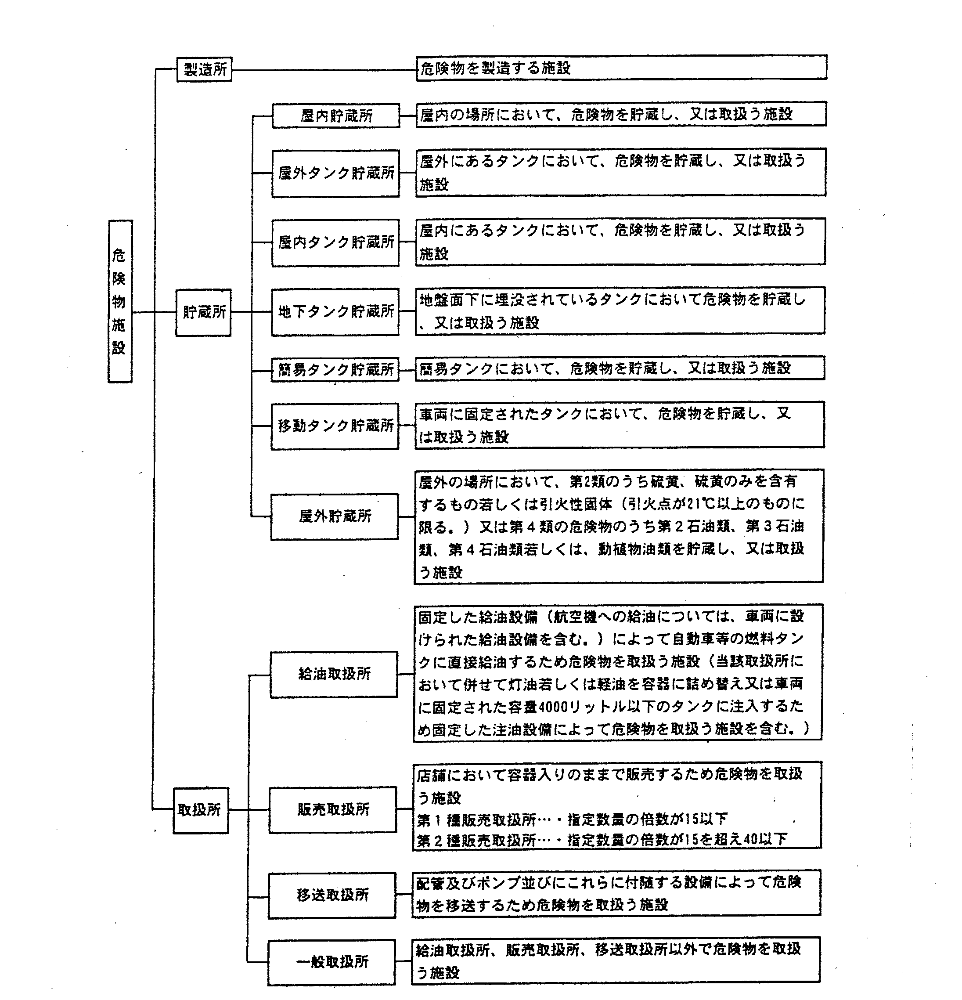 危険物施設
製造所
危険物を製造する施設
屋内貯蔵所
屋内の場所において、危険物を貯蔵し、又は取扱う施設
屋外タンク貯蔵所
屋外にあるタンクにおいて、危険物を貯蔵し、又は取扱う
施設
屋内タンク貯蔵所
屋内にあるタンクにおいて、危険物を貯蔵し、又は取扱う
施設
貯蔵所
地下タンク貯蔵所
地盤面下に埋没されているタンクにおいて危険物を貯蔵し
、又は取扱う施設
簡易タンク貯蔵所
簡易タンクにおいて、危険物を貯蔵し、又は取扱う施設
移動タンク貯蔵所
車両に固定されたタンクにおいて、危険物を貯蔵し、又
は取扱う施設
屋外貯蔵所
屋外の場所において、第2類のうち硫黄、硫黄のみを含有
するもの若しくは引火性固体（引火点が21℃以上のものに
限る。）又は第４類の危険物のうち第２石油類、第３石油
類、第４石油類若しくは、動植物油類を貯蔵し、又は取扱
う施設
給油取扱所
固定した給油設備（航空機への給油については、車両に設
けられた給油設備を含む。）によって自動車等の燃料タン
クに直接給油するため危険物を取扱う施設（当該取扱所に
おいて併せて灯油若しくは軽油を容器に詰め替え又は車両
に固定された容量4000リットル以下のタンクに注入するた
め固定した注油設備によって危険物を取扱う施設を含む。）
取扱所
販売取扱所
店舗において容器入りのままで販売するため危険物を取扱
う施設
第１種販売取扱所…・指定数量の倍数が15以下
第２種販売取扱所…・指定数量の倍数が15を超え40以下
移送取扱所
配管及びポンプ並びにこれらに付随する設備によって危険
物を移送するため危険物を取扱う施設
一般取扱所
給油取扱所、販売取扱所、移送取扱所以外で危険物を取扱
う施設